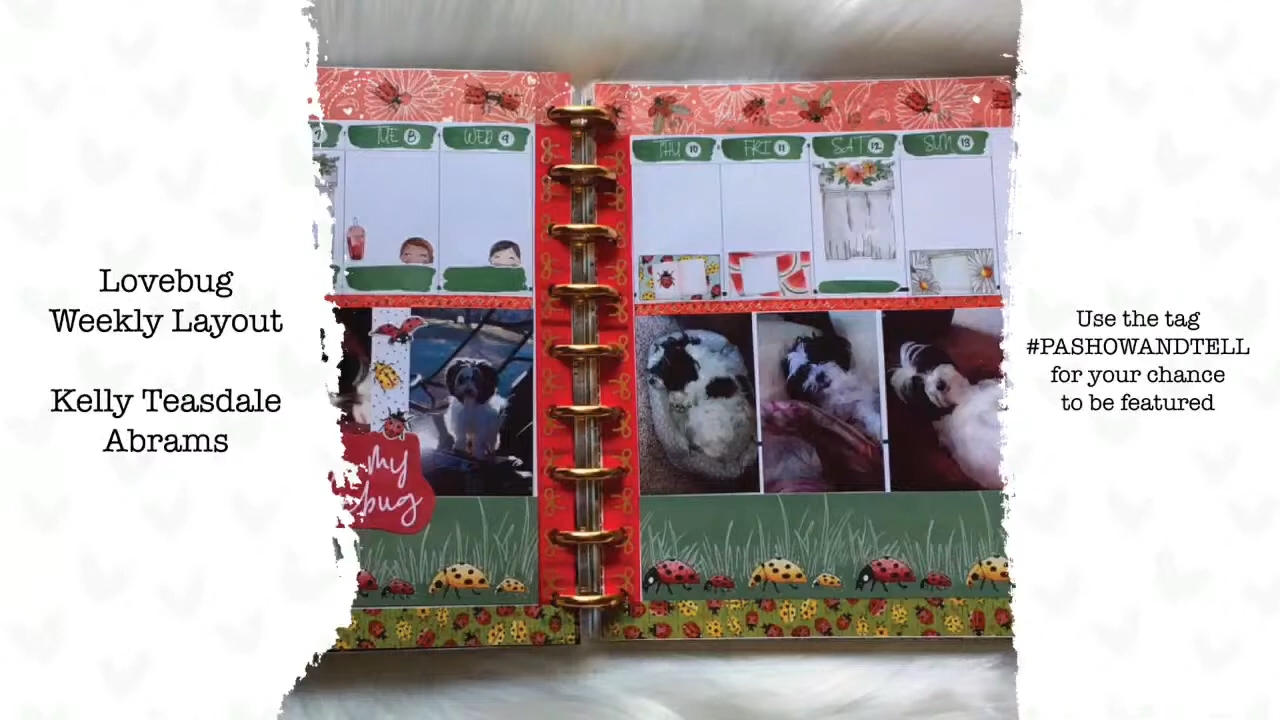 Lovebug
Weekly Layout
Kelly Teasdale
Abrams
TUE 8
WED 9
THU 10
FRI 11
SAT 12
SUN 13
my
bug
Use the tag
#PASHOWANDTELL
for your chance
to be featured